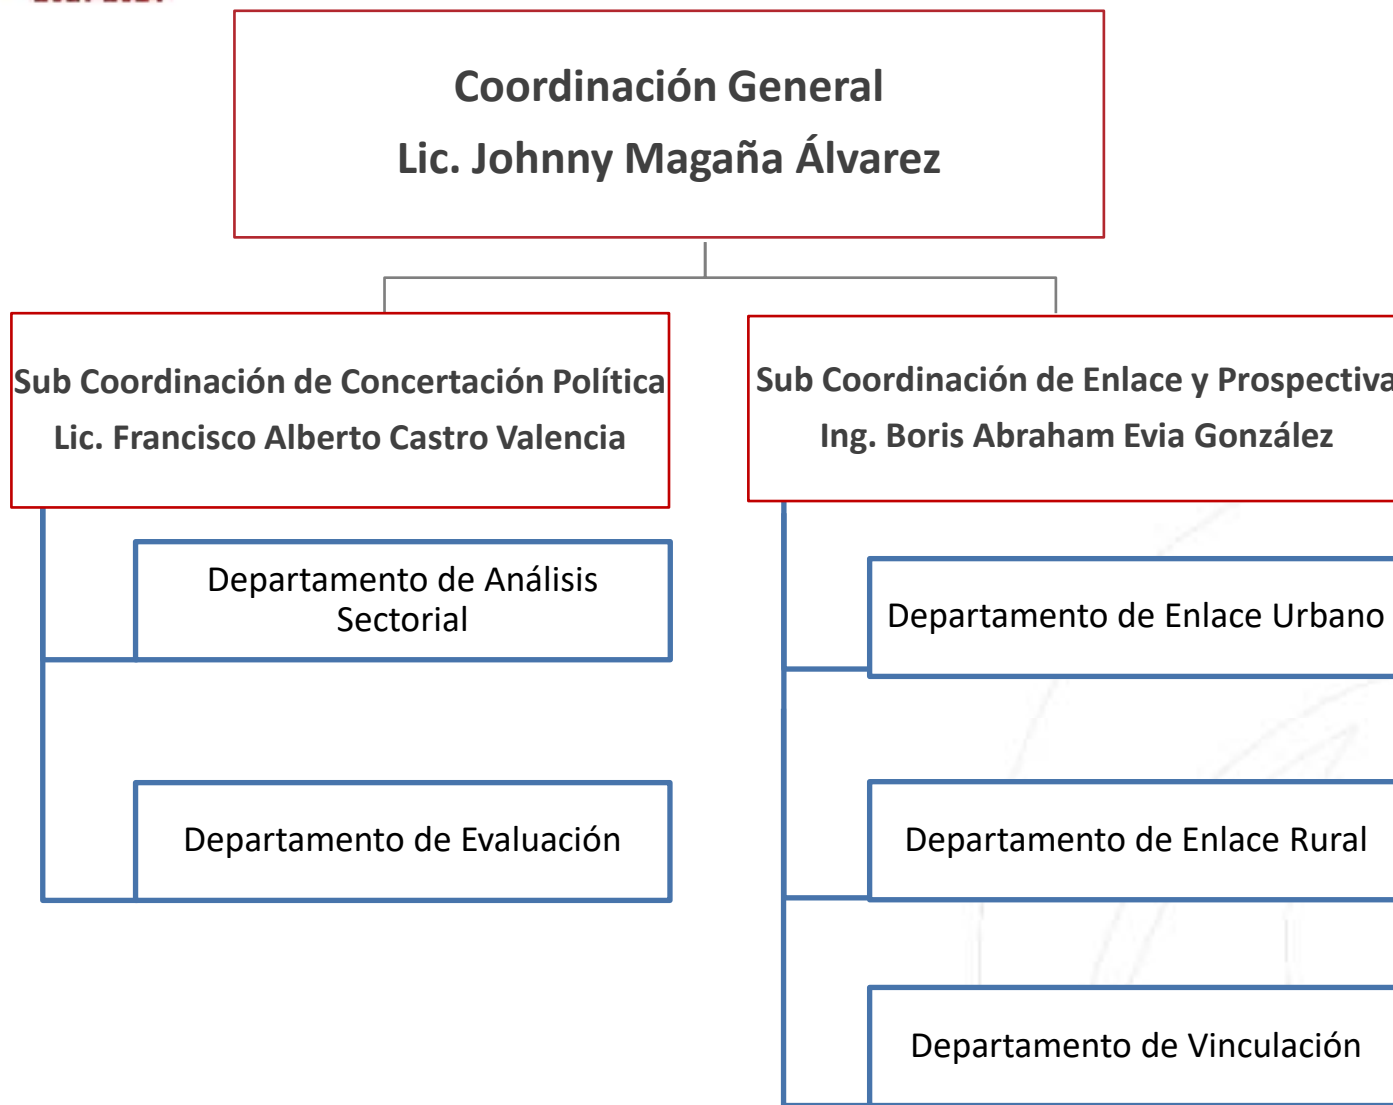 Coordinación General
Lic. Johnny Magaña Álvarez
Sub Coordinación de Concertación Política
Lic. Francisco Alberto Castro Valencia
Sub Coordinación de Enlace y Prospectiva
Ing. Boris Abraham Evia González
Departamento de Análisis
Sectorial
Departamento de Evaluación
Departamento de Enlace Urbano
Departamento de Enlace Rural
Departamento de Vinculación